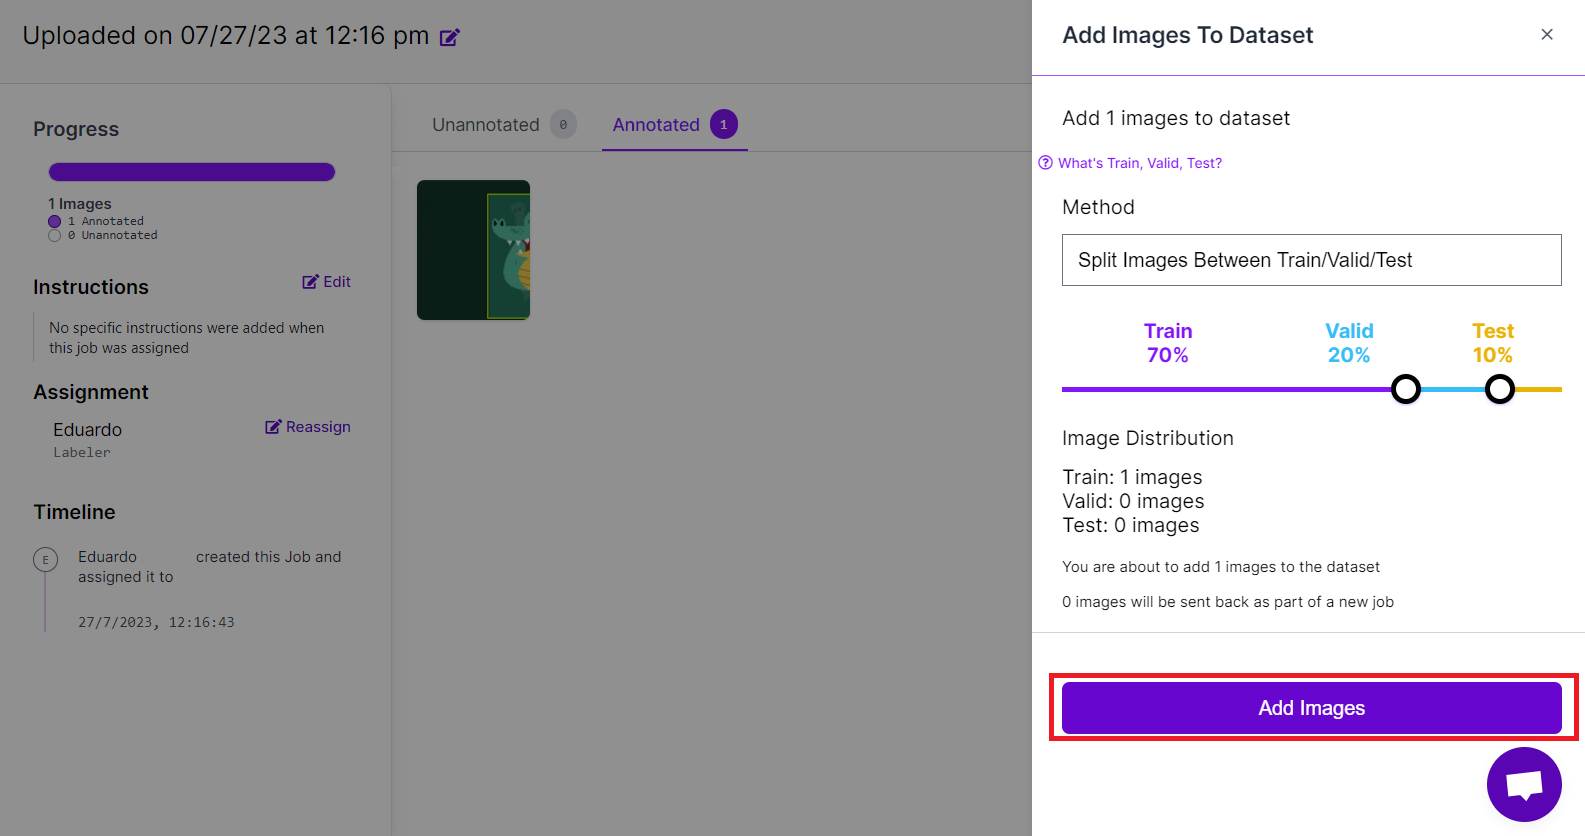 Uploaded on 07/27/23 at 12:16 pm
Progress
1 Images
1 Annotated
0 Unannotated
Instructions
Edit
No specific instructions were added when
this job was assigned
Assignment
Eduardo
Reassign
Labeler
Timeline
E
Eduardo created this Job and
assigned it to
27/7/2023, 12:16:43
Unannotated 0
Annotated 1
Add Images To Dataset
Add 1 images to dataset
What's Train, Valid, Test?
Method
Split Images Between Train/Valid/Test
Train Valid Test
70% 20% 10%
Image Distribution
Train: 1 images
Valid: 0 images
Test: 0 images
You are about to add 1 images to the dataset
0 images will be sent back as part of a new job
Add Images